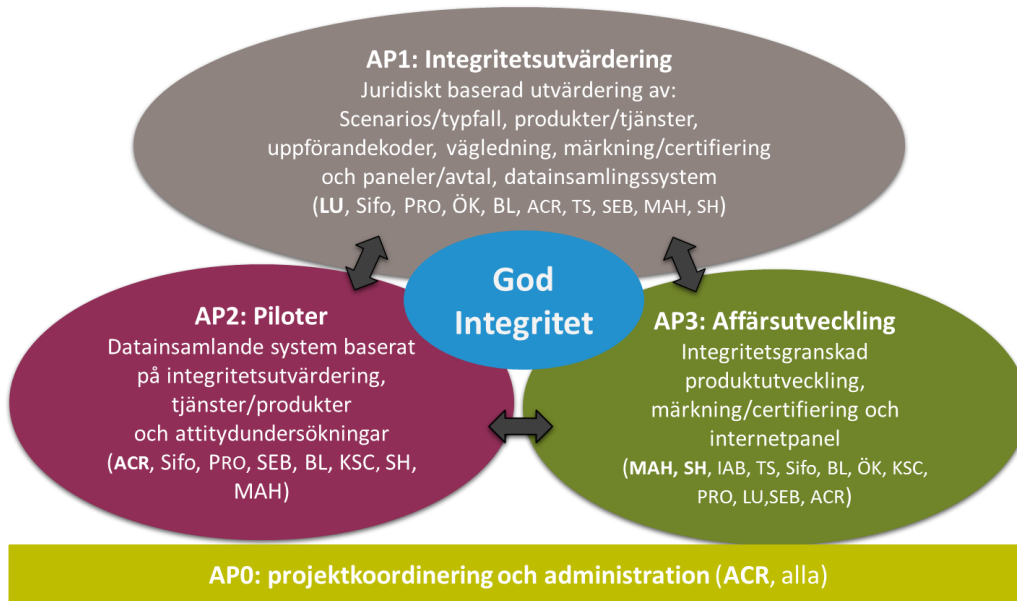 AP1: Integritetsutvärdering
Juridiskt baserad utvärdering av:
Scenarios/typfall, produkter/tjänster,
uppförandekoder, vägledning, märkning/certifiering
och paneler/avtal, datainsamlingssystem
(LU, Sifo, PRO, ÖK, BL, ACR, TS, SEB, MAH, SH)
God
Integritet
AP2: Piloter
Datainsamlande system baserat
på integritetsutvärdering,
tjänster/produkter
och attitydundersökningar
(ACR, Sifo, PRO, SEB, BL, KSC, SH,
MAH)
AP3: Affärsutveckling
Integritetsgranskad
produktutveckling,
märkning/certifiering och
internetpanel
(MAH, SH, IAB, TS, Sifo, BL, ÖK, KSC,
PRO, LU,SEB, ACR)
AP0: projektkoordinering och administration (ACR, alla)